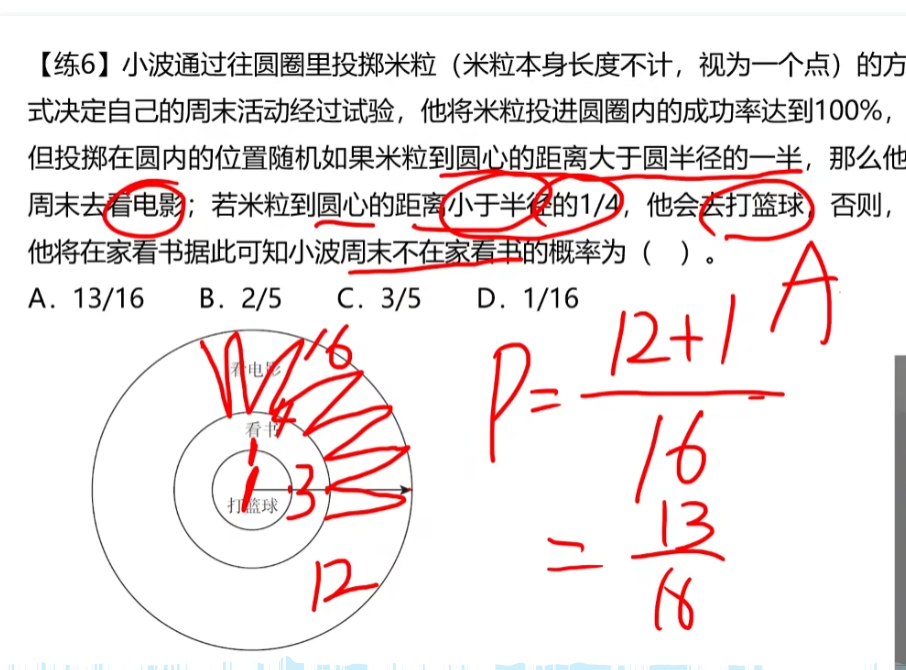 【练6】小波通过往圆圈里投掷米粒（米粒本身长度不计，视为一个点）的方
式决定自己的周末活动经过试验，他将米粒投进圆圈内的成功率达到100%，
但投掷在圆内的位置随机如果米粒到圆心的距离大于圆半径的一半，那么他
周末去看电影；若米粒到圆心的距离小于半径的1/4，他会去打篮球，否则，
他将在家看书据此可知小波周末不在家看书的概率为（ ）。
A．13/16 B．2/5 C．3/5 D．1/16
A
16
看电影
4
看书
1
3
打篮球
12
P= 12+1
16
= 13
16